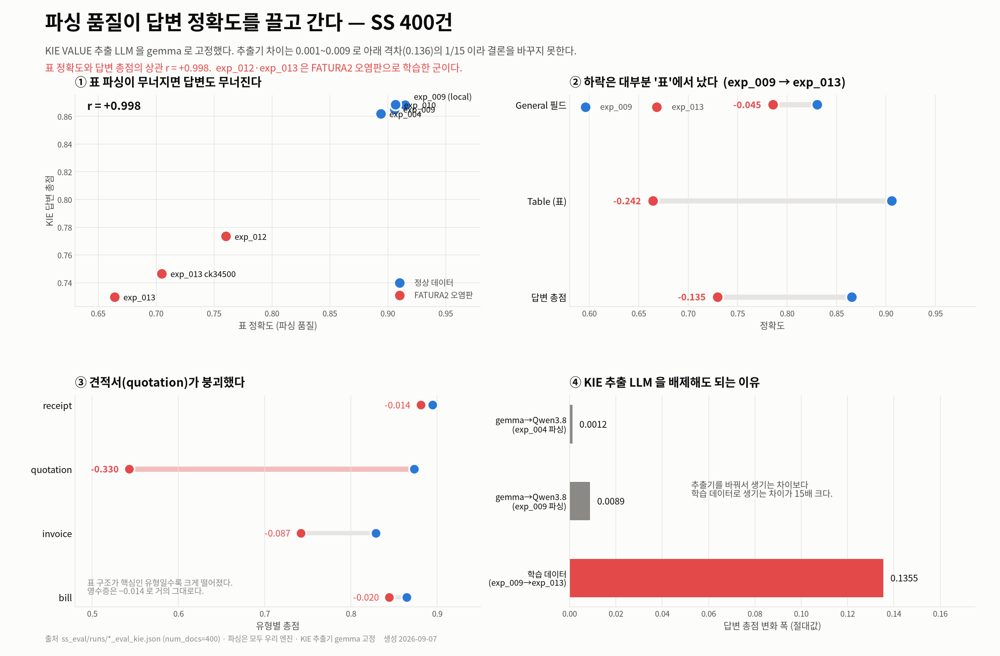 파싱 품질이 답변 정확도를 끌고 간다 — SS 400건
KIE VALUE 추출 LLM 을 gemma 로 고정했다. 추출기 차이는 0.001~0.009 로 아래 격차(0.136)의 1/15 이라 결론을 바꾸지 못한다.
표 정확도와 답변 총점의 상관 r = +0.998. exp_012·exp_013 은 FATURA2 오염판으로 학습한 군이다.
① 표 파싱이 무너지면 답변도 무너진다
r = +0.998
exp_009 (local)
exp_010
exp_009
exp_004
exp_012
exp_013 ck34500
exp_013
정상 데이터
FATURA2 오염판
KIE 답변 총점
0.86
0.84
0.82
0.80
0.78
0.76
0.74
0.65 0.70 0.75 0.80 0.85 0.90 0.95
표 정확도 (파싱 품질)
② 하락은 대부분 '표'에서 났다 (exp_009 → exp_013)
General 필드
exp_009 exp_013
-0.045
Table (표)
-0.242
답변 총점
-0.135
0.60 0.65 0.70 0.75 0.80 0.85 0.90 0.95
정확도
③ 견적서(quotation)가 붕괴했다
receipt
-0.014
quotation
-0.330
invoice
-0.087
표 구조가 핵심인 유형일수록 크게 떨어졌다.
영수증은 −0.014 로 거의 그대로다.
bill
-0.020
0.5 0.6 0.7 0.8 0.9
유형별 총점
④ KIE 추출 LLM 을 배제해도 되는 이유
gemma→Qwen3.8
(exp_004 파싱)
0.0012
gemma→Qwen3.8
(exp_009 파싱)
0.0089
추출기를 바꿔서 생기는 차이보다
학습 데이터로 생기는 차이가 15배 크다.
학습 데이터
(exp_009→exp_013)
0.1355
0.00 0.02 0.04 0.06 0.08 0.10 0.12 0.14 0.16
답변 총점 변화 폭 (절대값)
출처 ss_eval/runs/*_eval_kie.json (num_docs=400) · 파싱은 모두 우리 엔진 · KIE 추출기 gemma 고정 생성 2026-09-07